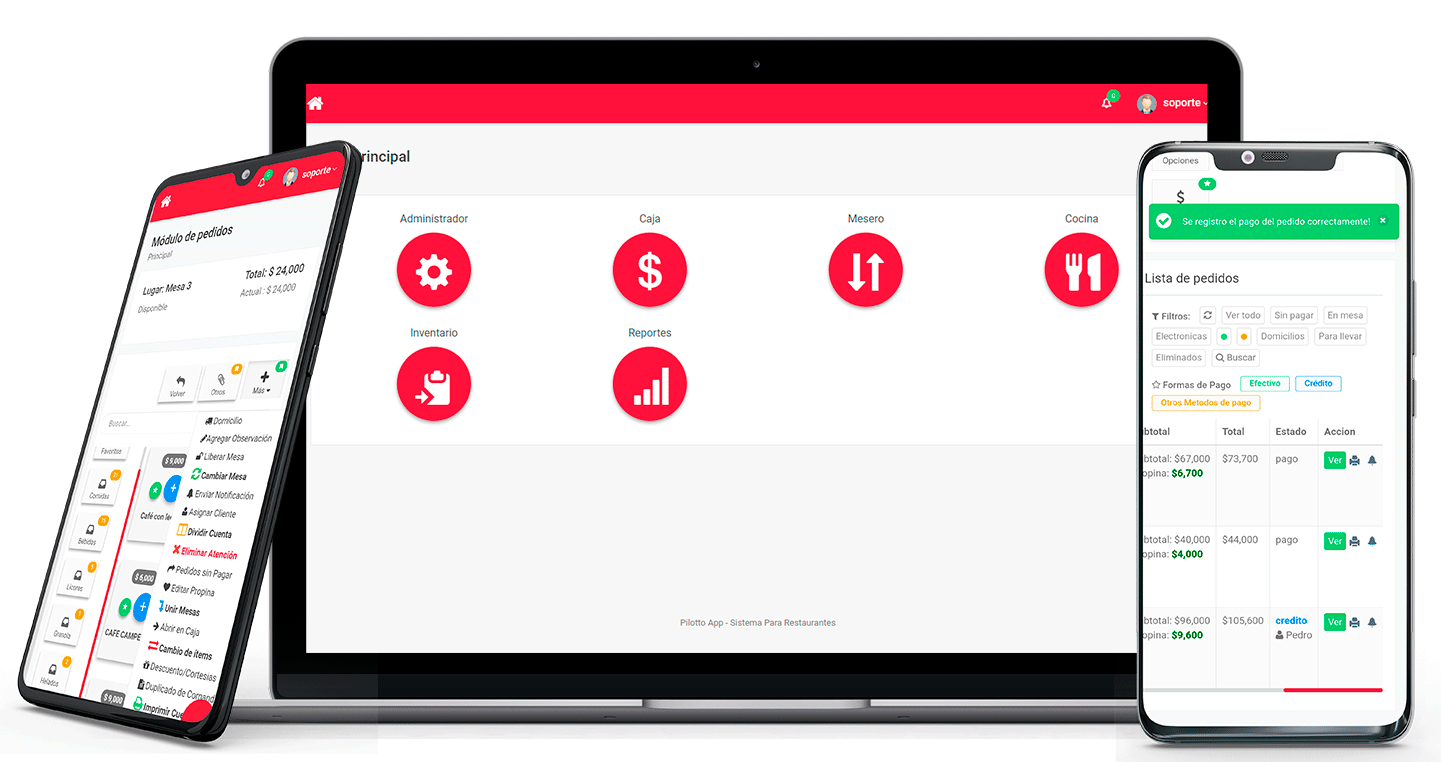 0
soporte
rincipal
Administrador
Caja
Mesero
Cocina
$
Inventario
Reportes
Pilotto App - Sistema Para Restaurantes
0
soporte
Módulo de pedidos
Principal
Total: $ 24,000
Lugar: Mesa 3
Actual : $ 24,000
Disponible
Volver
Otros
Más
Buscar...
Favoritos
Comidas
Bebidas
Licores
Granola
Helados
$ 9,000
Café con lec
$ 6,000
CAFE CAMPE
$ 9,000
Domicilio
Agregar Observación
Liberar Mesa
Cambiar Mesa
Enviar Notificación
Asignar Cliente
Dividir Cuenta
Eliminar Atención
Pedidos sin Pagar
Editar Propina
Unir Mesas
Abrir en Caja
Cambio de items
Descuento/Cortesias
Duplicado de Comand
Imprimir Cue
Opciones
$
Se registro el pago del pedido correctamente!
Lista de pedidos
Filtros:
Ver todo
Sin pagar
En mesa
Electronicas
Domicilios
Para llevar
Eliminados
Buscar
Formas de Pago
Efectivo
Crédito
Otros Metodos de pago
btotal
Total
Estado
Accion
btotal: $67,000
$73,700
pago
Ver
opina: $6,700
btotal: $40,000
$44,000
pago
Ver
opina: $4,000
btotal: $96,000
$105,600
credito
Ver
opina: $9,600
Pedro